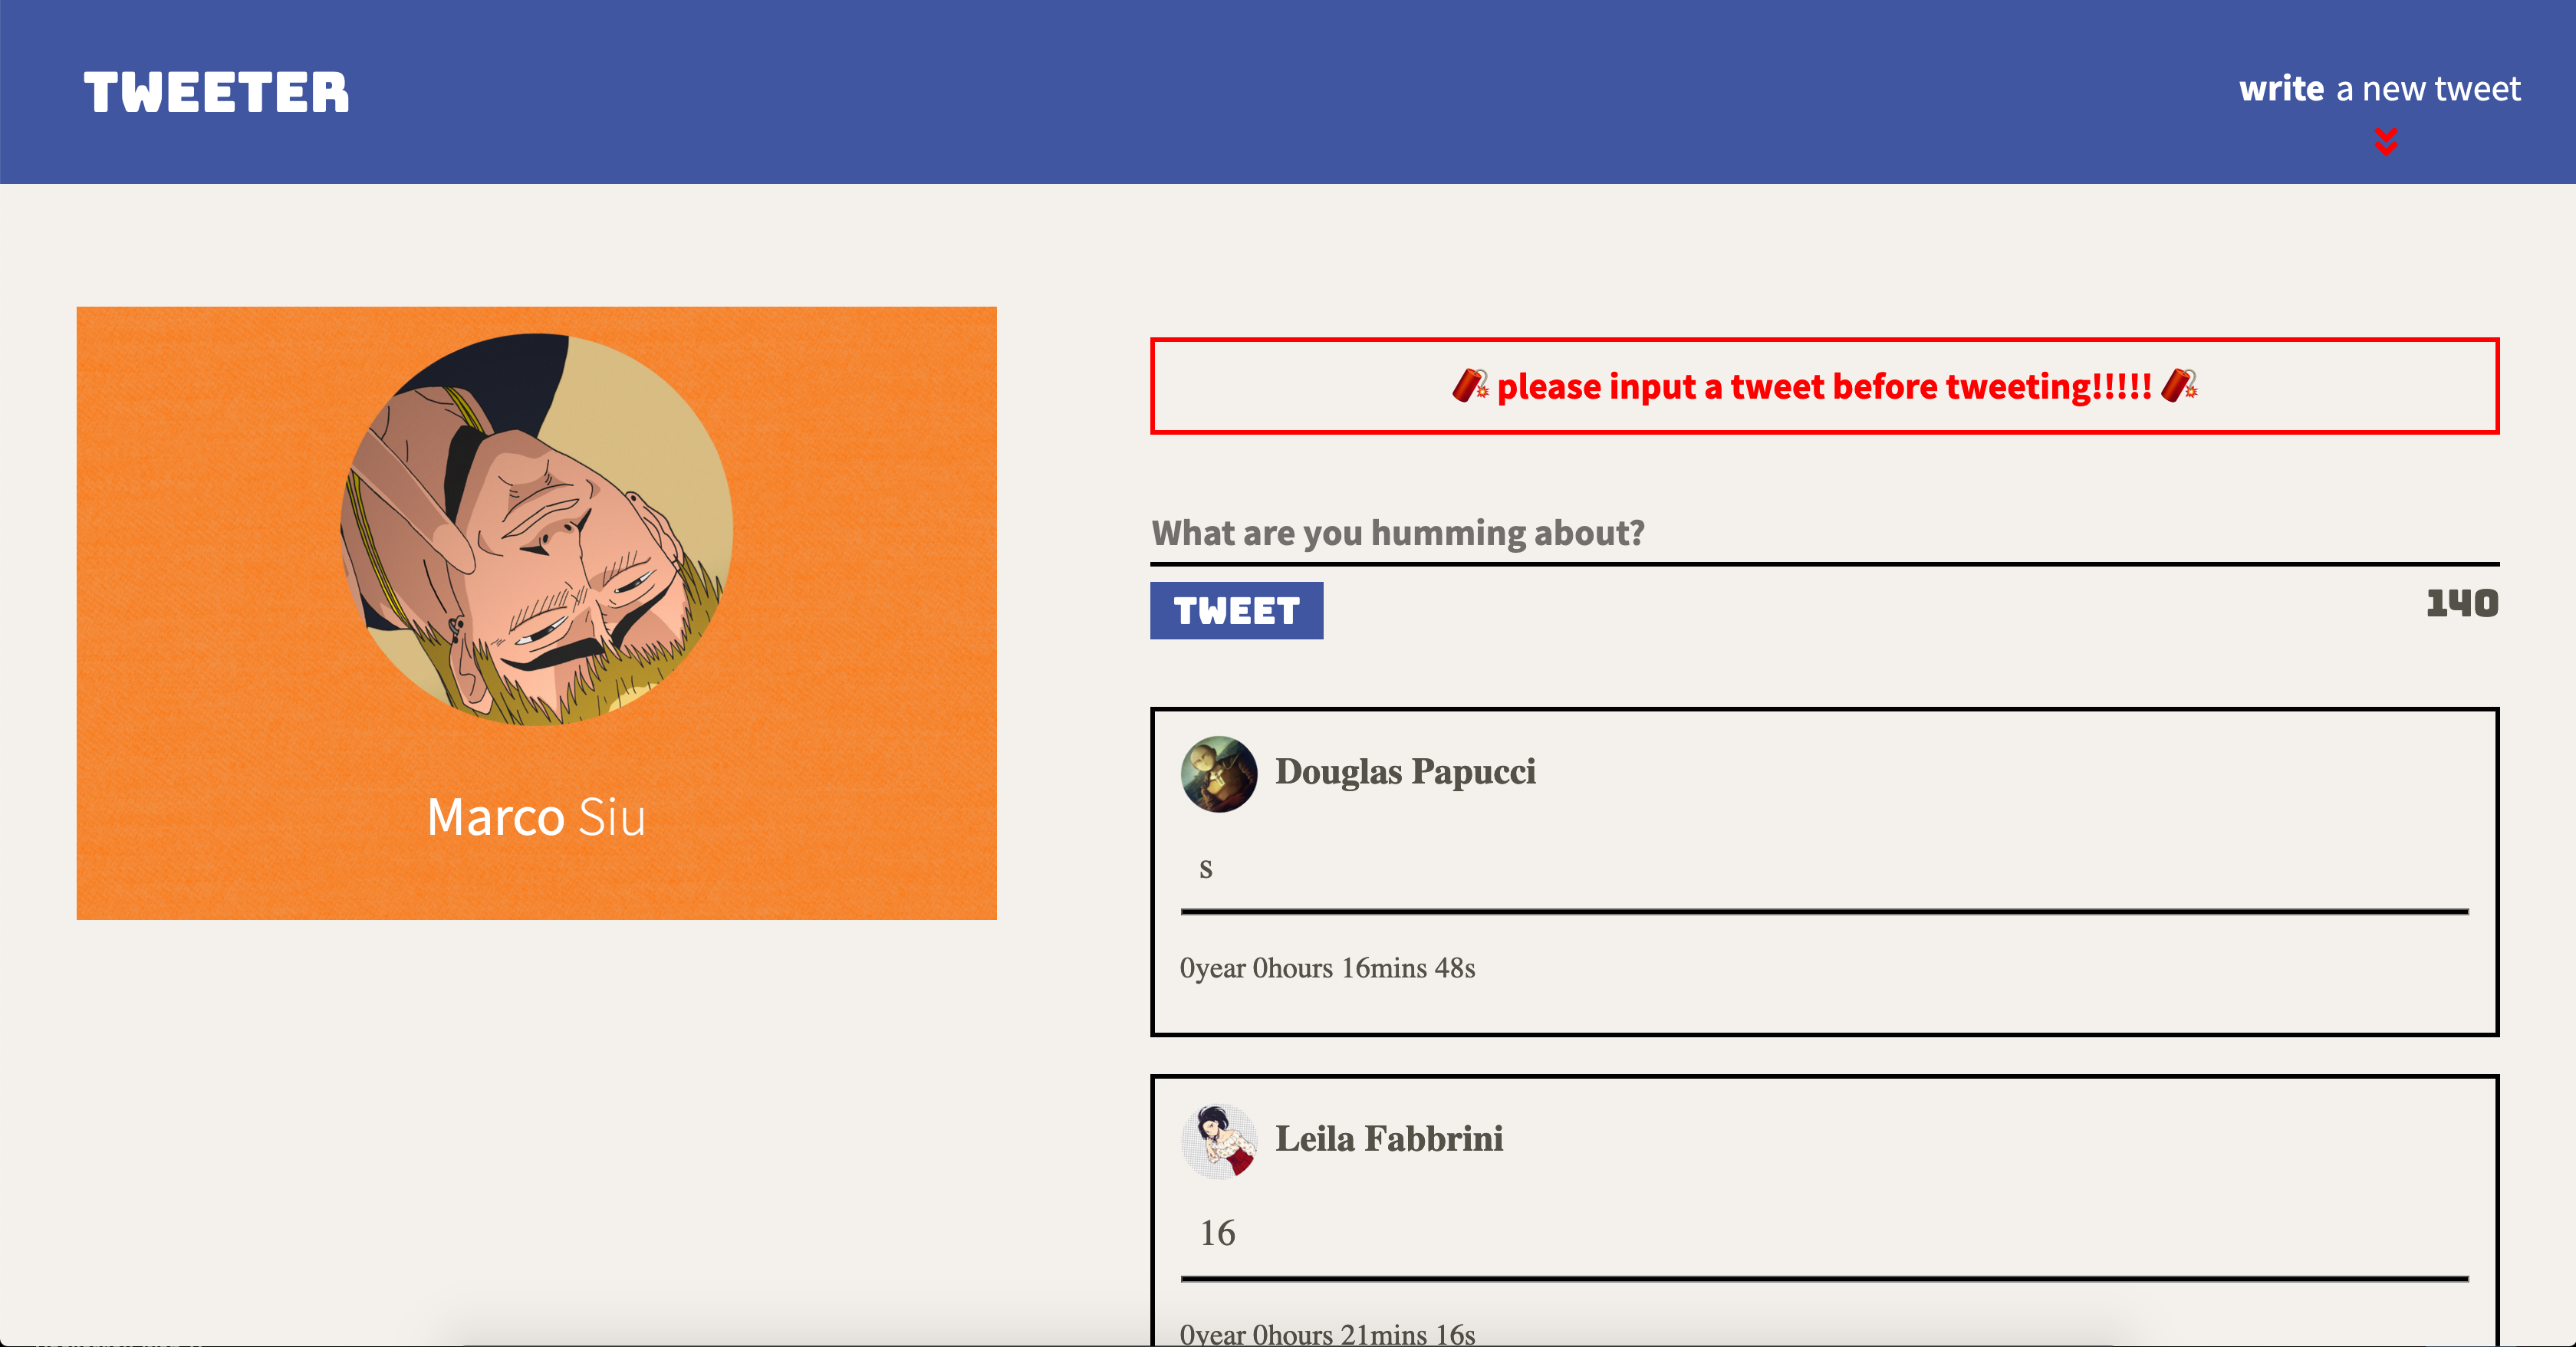 TWEETER
write a new tweet
🧨 please input a tweet before tweeting!!!!! 🧨
What are you humming about?
TWEET
140
Marco Siu
Douglas Papucci
s
0year 0hours 16mins 48s
Leila Fabbrini
16
0year 0hours 21mins 16s